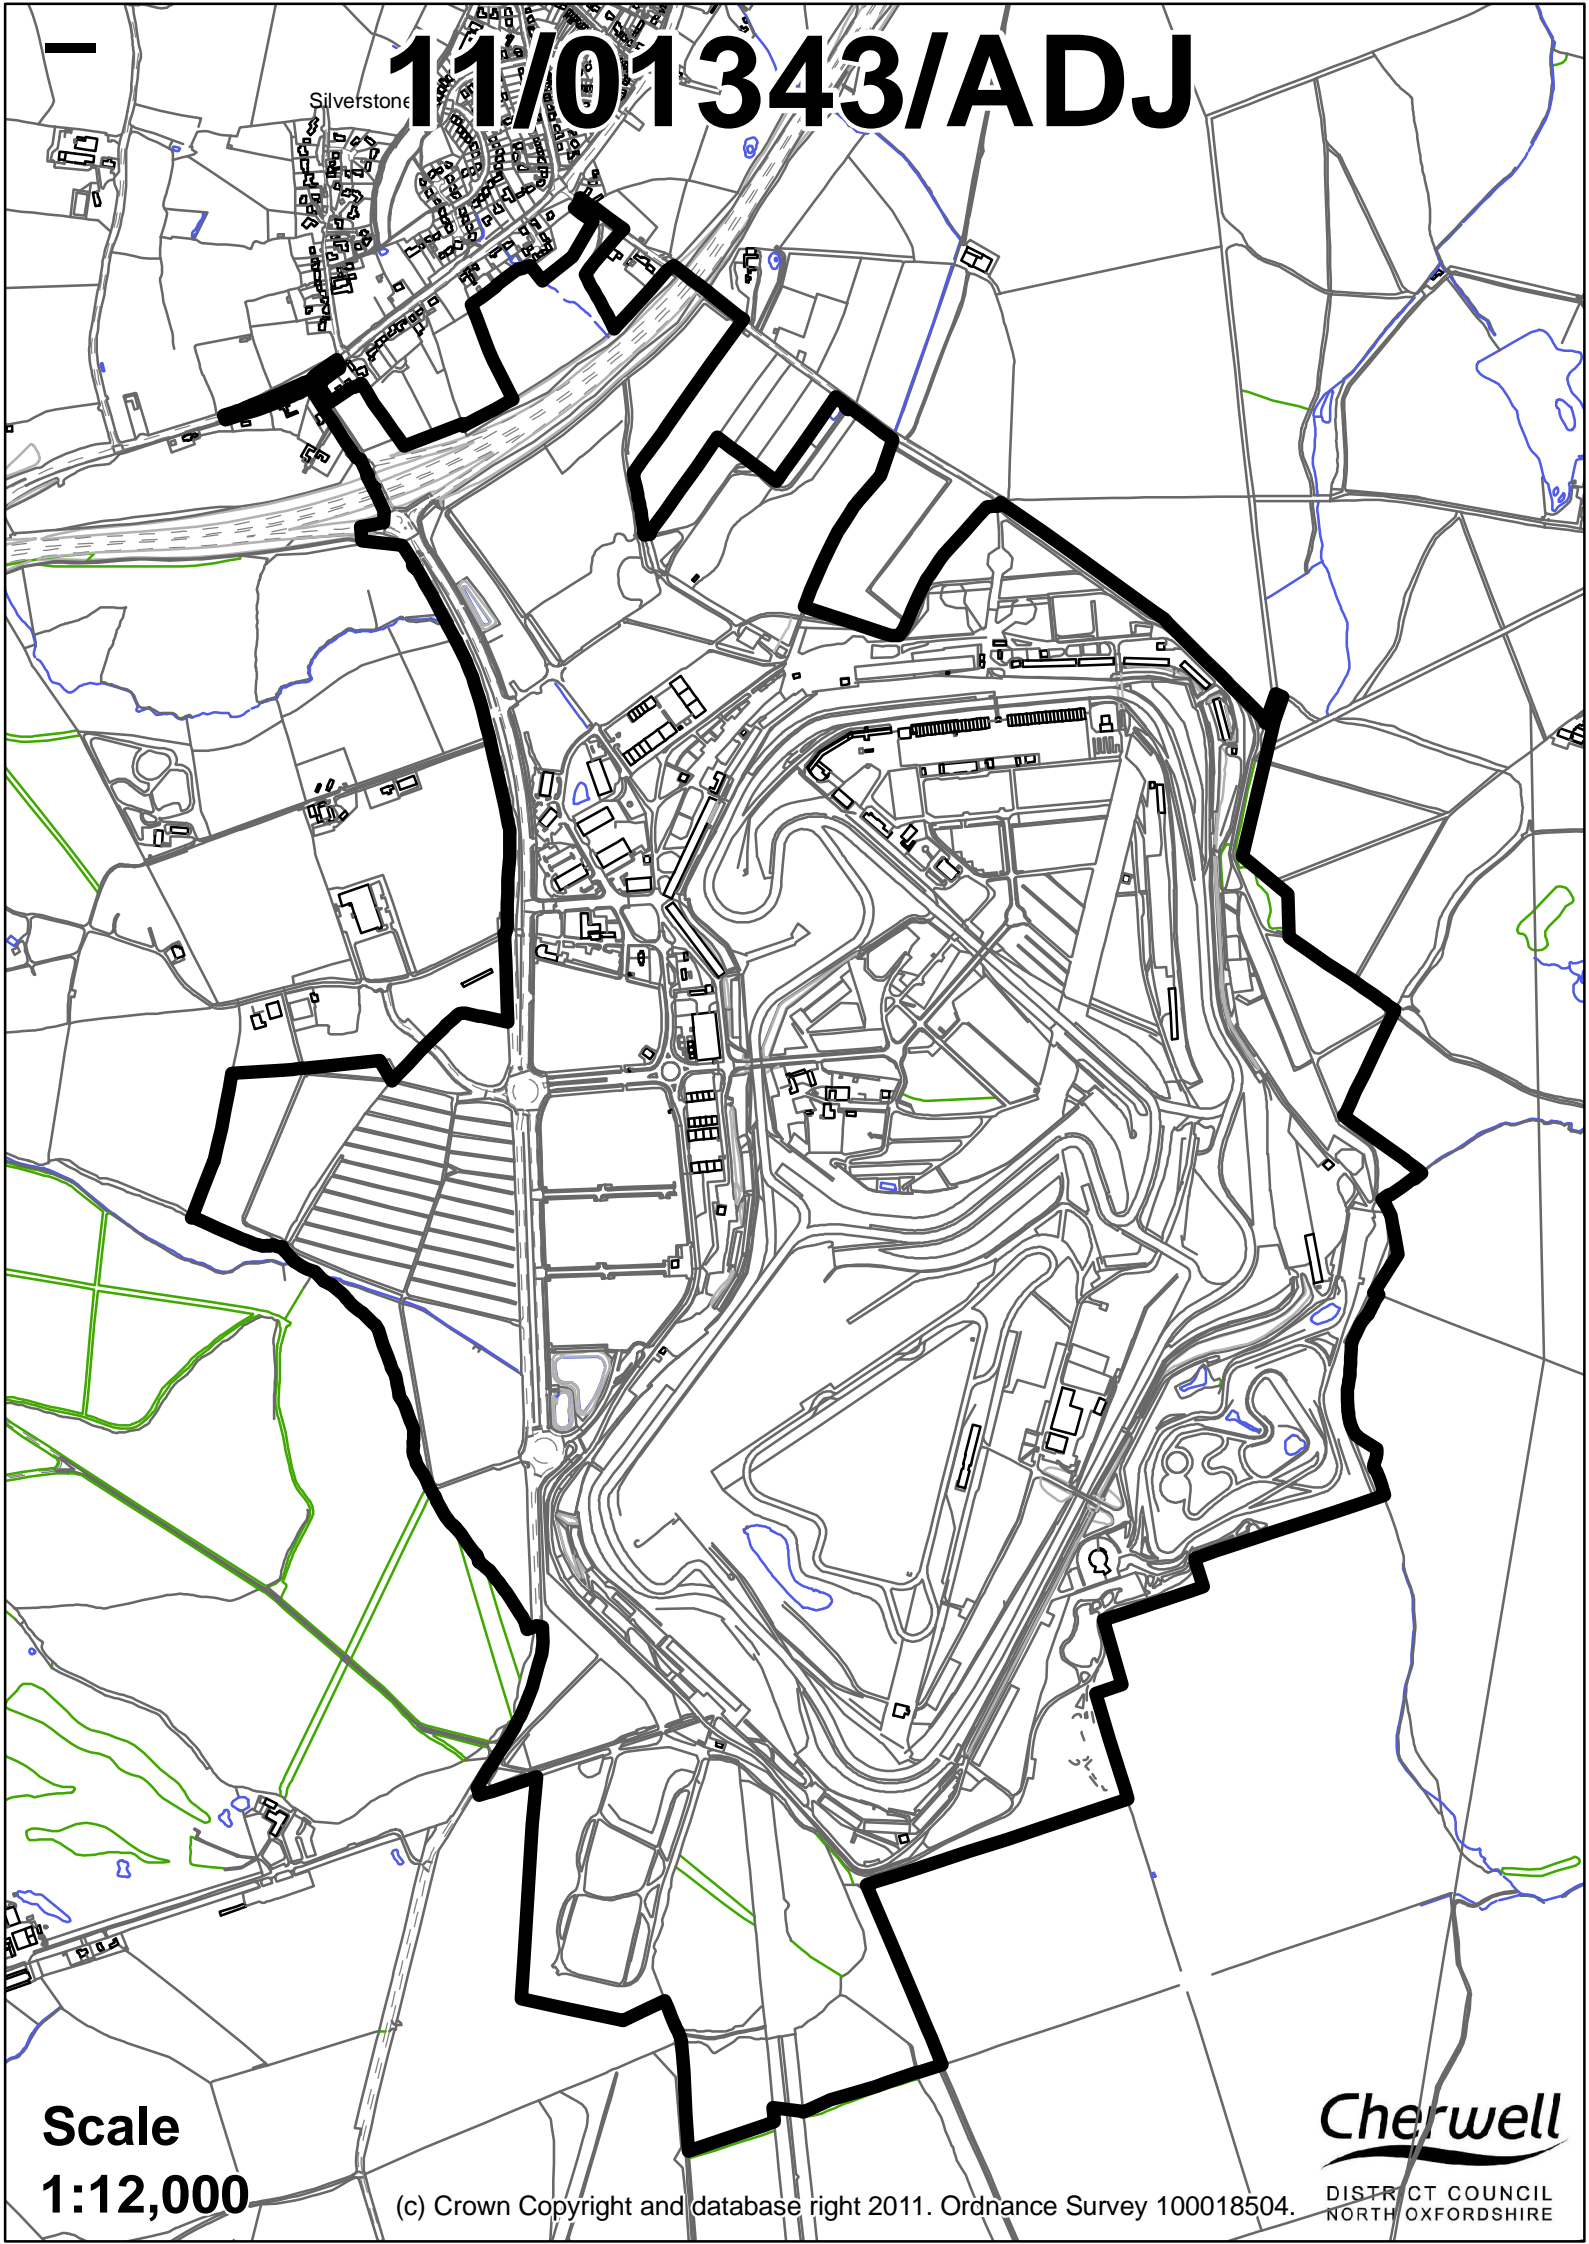 11/01343/ADJ
Silverstone
Scale
1:12,000
(c) Crown Copyright and database right 2011. Ordnance Survey 100018504.
Cherwell
DISTRICT COUNCIL
NORTH OXFORDSHIRE